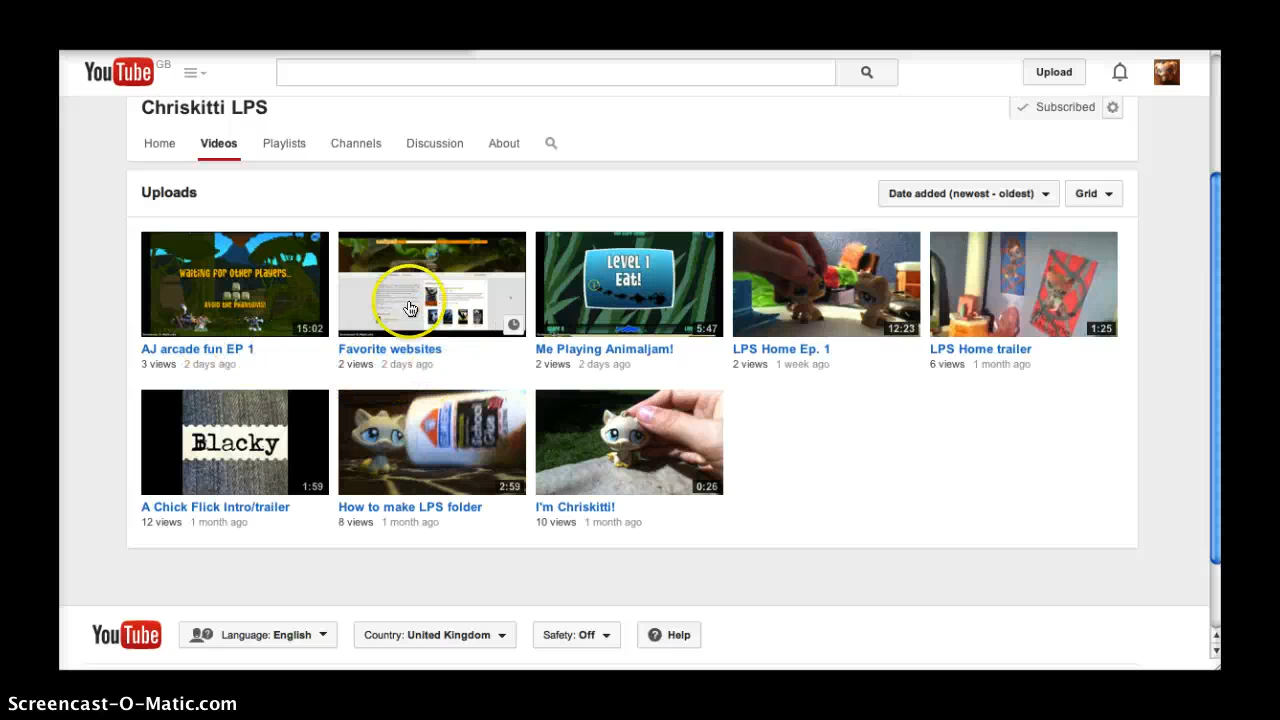 YouTube GB
Upload
Chriskitti LPS
Subscribed
Home Videos Playlists Channels Discussion About
Uploads
Date added (newest - oldest) Grid
WAITING FOR OTHER PLAYERS...
AVOID THE PHANTOMS!
15:02
LEVEL 1
EAT!
5:47
12:23
1:25
AJ arcade fun EP 1
3 views 2 days ago
Favorite websites
2 views 2 days ago
Me Playing Animaljam!
2 views 2 days ago
LPS Home Ep. 1
2 views 1 week ago
LPS Home trailer
6 views 1 month ago
Blacky
1:59
School
Glue
2:59
0:26
A Chick Flick Intro/trailer
12 views 1 month ago
How to make LPS folder
8 views 1 month ago
I'm Chriskitti!
10 views 1 month ago
YouTube
Language: English
Country: United Kingdom
Safety: Off
Help
Screencast-O-Matic.com